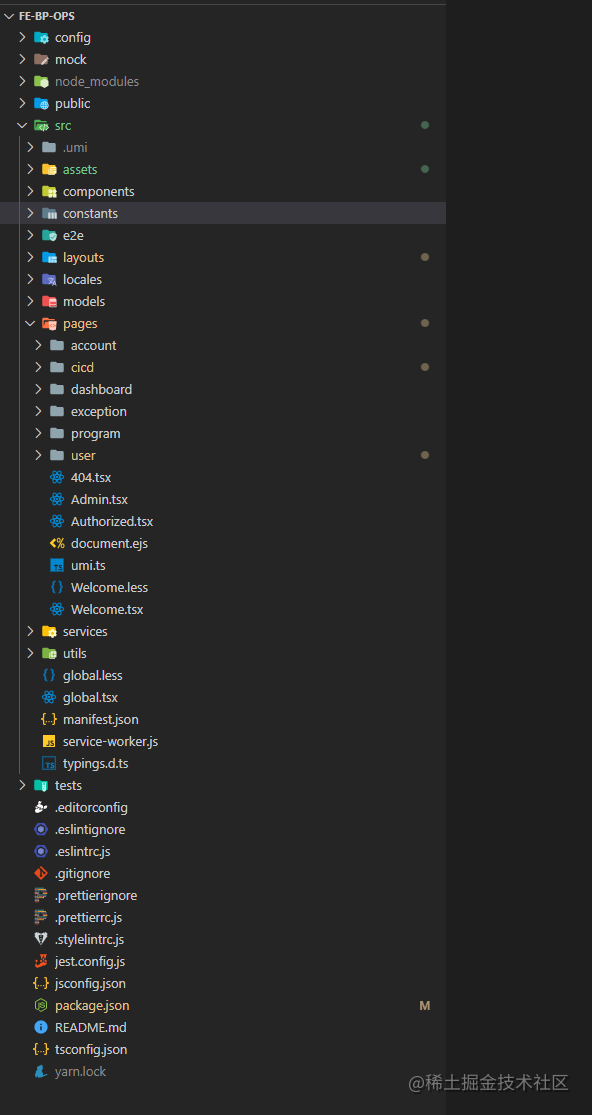 FE-BP-OPS
config
mock
node_modules
public
src
.umi
assets
components
constants
e2e
layouts
locales
models
pages
account
cicd
dashboard
exception
program
user
404.tsx
Admin.tsx
Authorized.tsx
document.ejs
umi.ts
Welcome.less
Welcome.tsx
services
utils
global.less
global.tsx
manifest.json
service-worker.js
typings.d.ts
tests
.editorconfig
.eslintignore
.eslintrc.js
.gitignore
.prettierignore
.prettierrc.js
.stylelintrc.js
jest.config.js
jsconfig.json
package.json M
README.md
tsconfig.json
yarn.lock
@稀土掘金技术社区